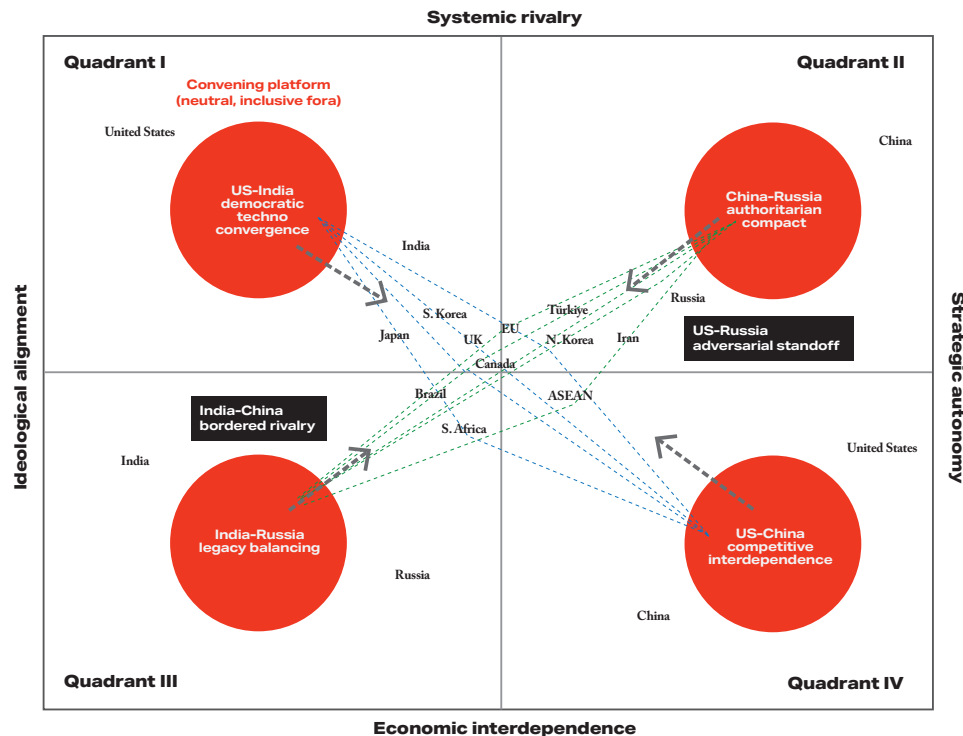 Systemic rivalry
Quadrant I
Quadrant II
Convening platform
(neutral, inclusive fora)
United States
China
US-India
democratic
techno
convergence
China-Russia
authoritarian
compact
India
Russia
Türkiye
S. Korea
EU
Japan
UK
N. Korea
Iran
US-Russia
adversarial standoff
Canada
Ideological alignment
Strategic autonomy
Brazil
ASEAN
India-China
bordered rivalry
S. Africa
India
United States
India-Russia
legacy balancing
US-China
competitive
interdependence
Russia
China
Quadrant III
Quadrant IV
Economic interdependence